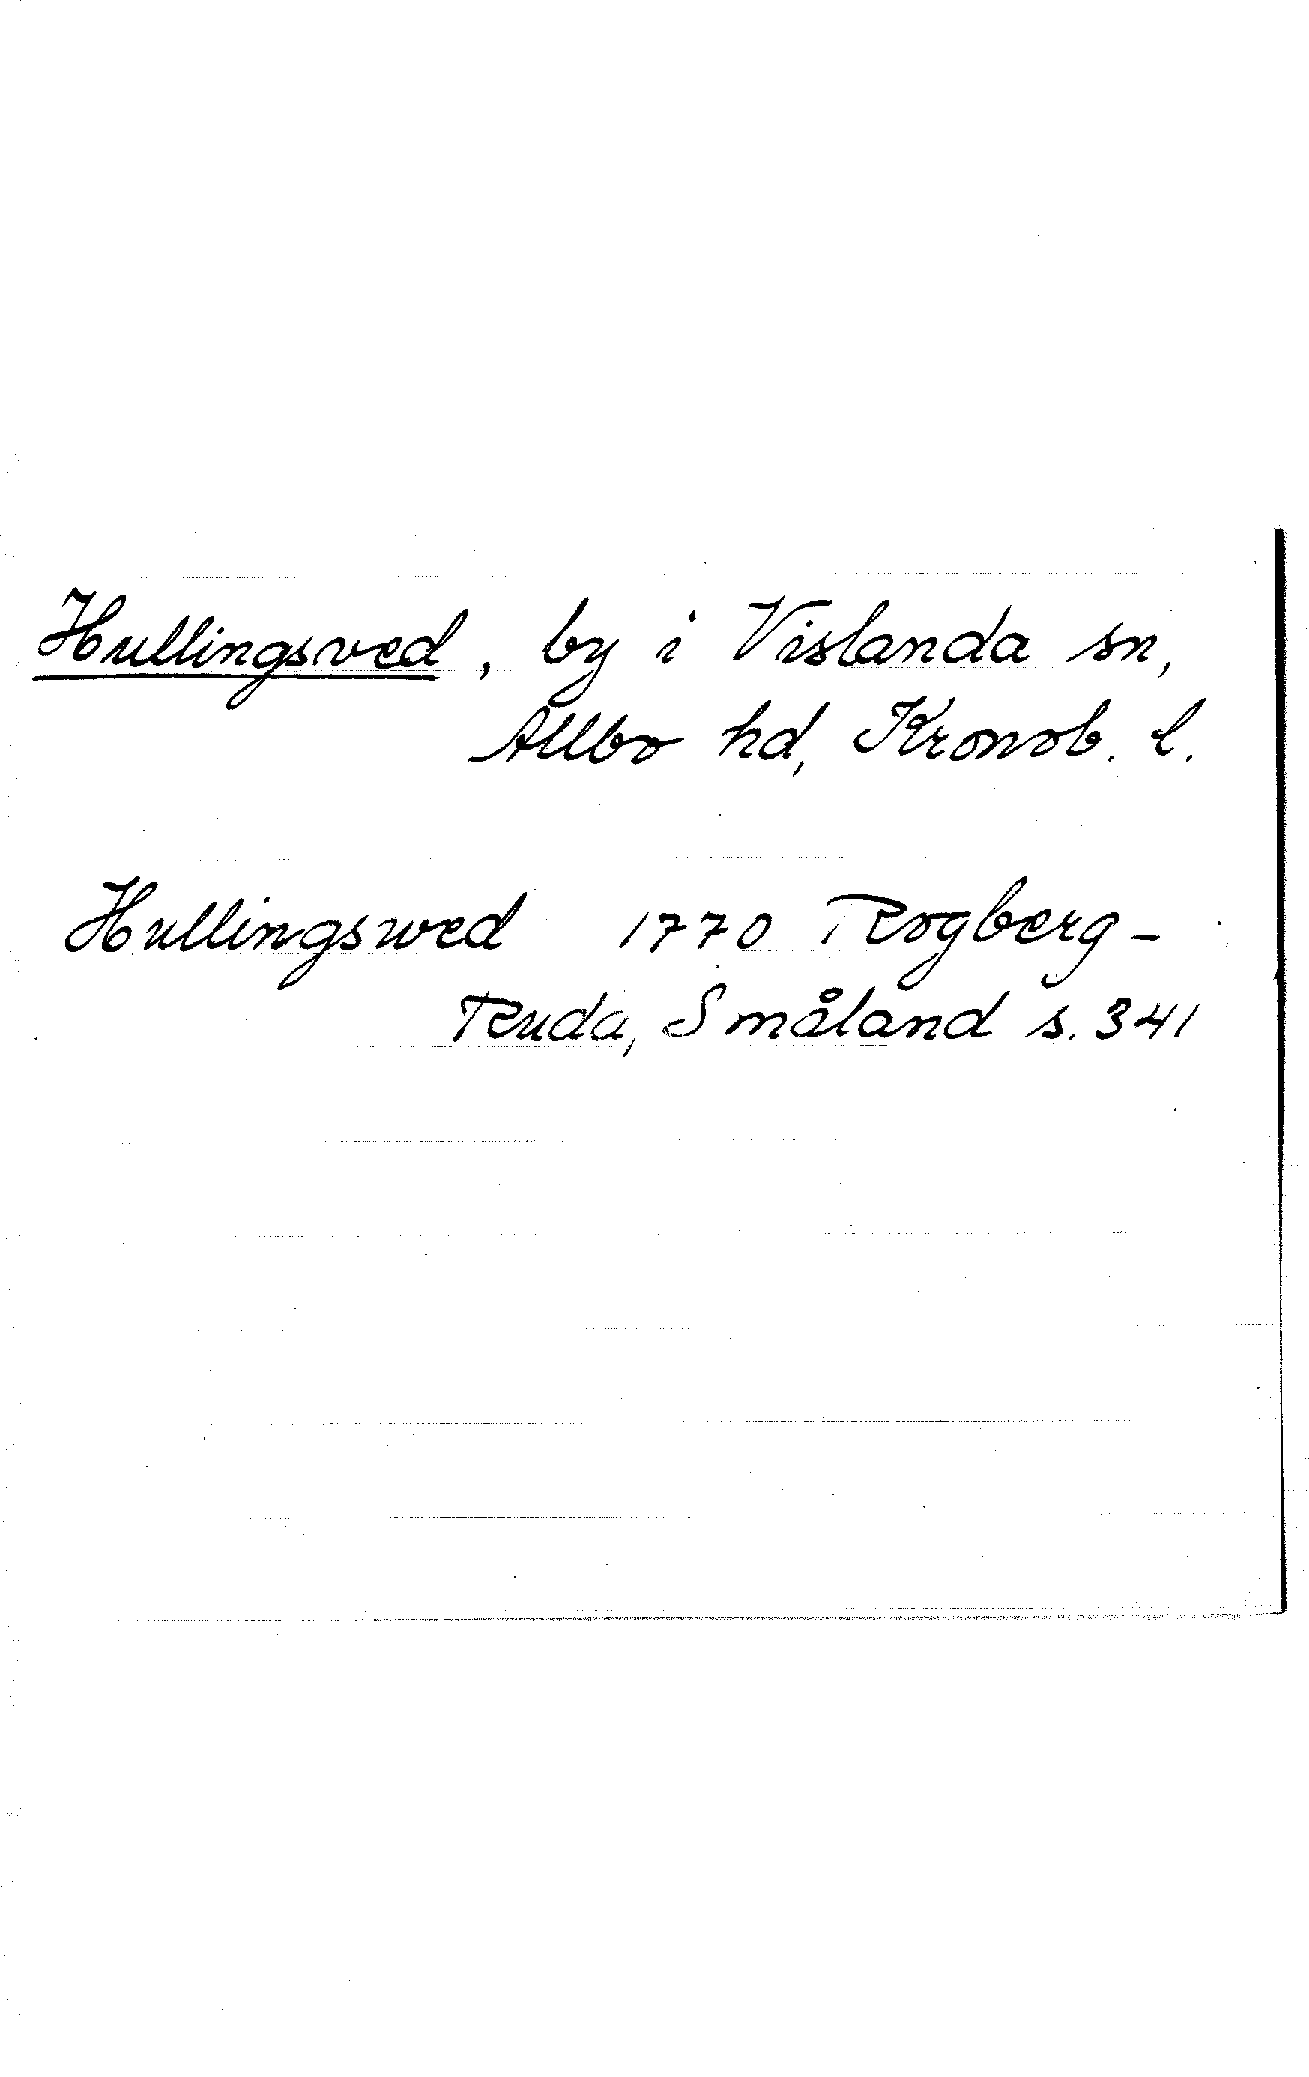 Hullingsved, by i Vislanda sn,
Allbo hd, Kronob. l.
Hullingswed 1770 Rogberg-
Ruda, Småland s. 341